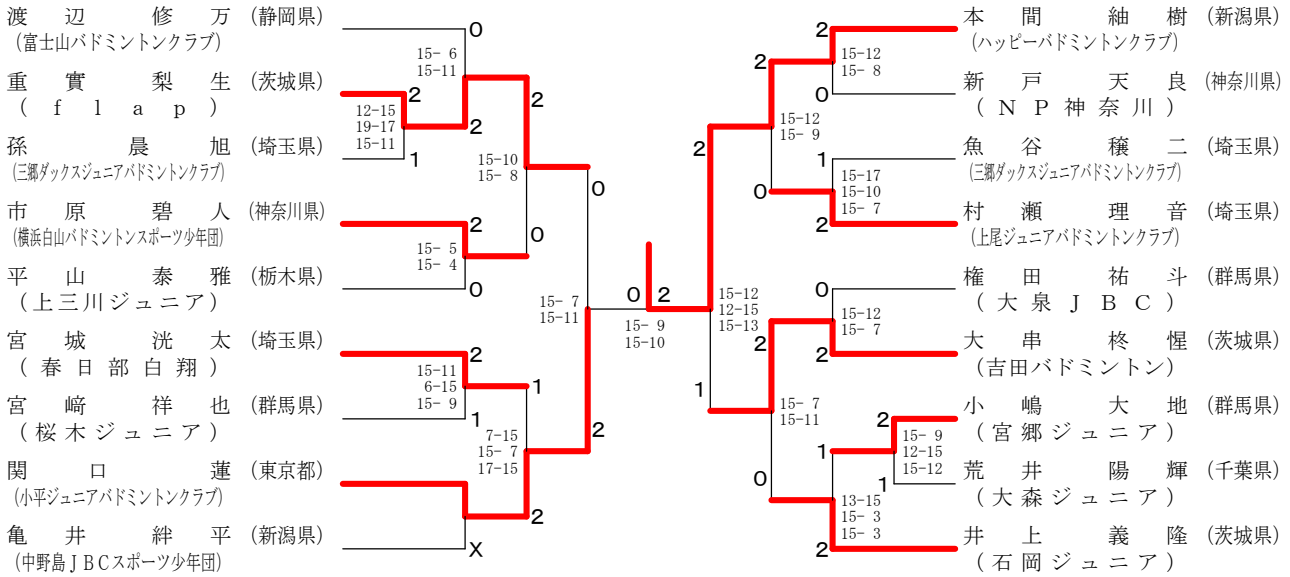 渡辺修万 (静岡県)
(富士山バドミントンクラブ)
重實梨生 (茨城県)
(flap)
孫晨旭 (埼玉県)
(三郷ダックスジュニアバドミントンクラブ)
市原碧人 (神奈川県)
(横浜白山バドミントンスポーツ少年団)
平山泰雅 (栃木県)
(上三川ジュニア)
宮城洸太 (埼玉県)
(春日部白翔)
宮﨑祥也 (群馬県)
(桜木ジュニア)
関口蓮 (東京都)
(小平ジュニアバドミントンクラブ)
亀井絆平 (新潟県)
(中野島JBCスポーツ少年団)
0
15- 6
15-11
2
2
12-15
19-17
15-11
1
2
15-10
15- 8
0
2
15- 5
15- 4
0
0
15- 7
15-11
2
2
15-11
6-15
15- 9
1
1
7-15
15- 7
17-15
2
X
0 2
15- 9
15-10
2
15-12
12-15
15-13
1
2
15-12
15- 9
0
2
15-12
15- 8
0
1
15-17
15-10
15- 7
2
2
15- 7
15-11
0
0
15-12
15- 7
2
1
13-15
15- 3
15- 3
2
2
15- 9
12-15
15-12
1
本間紬樹 (新潟県)
(ハッピーバドミントンクラブ)
新戸天良 (神奈川県)
(NP神奈川)
魚谷穣二 (埼玉県)
(三郷ダックスジュニアバドミントンクラブ)
村瀬理音 (埼玉県)
(上尾ジュニアバドミントンクラブ)
権田祐斗 (群馬県)
(大泉JBC)
大串柊惺 (茨城県)
(吉田バドミントン)
小嶋大地 (群馬県)
(宮郷ジュニア)
荒井陽輝 (千葉県)
(大森ジュニア)
井上義隆 (茨城県)
(石岡ジュニア)